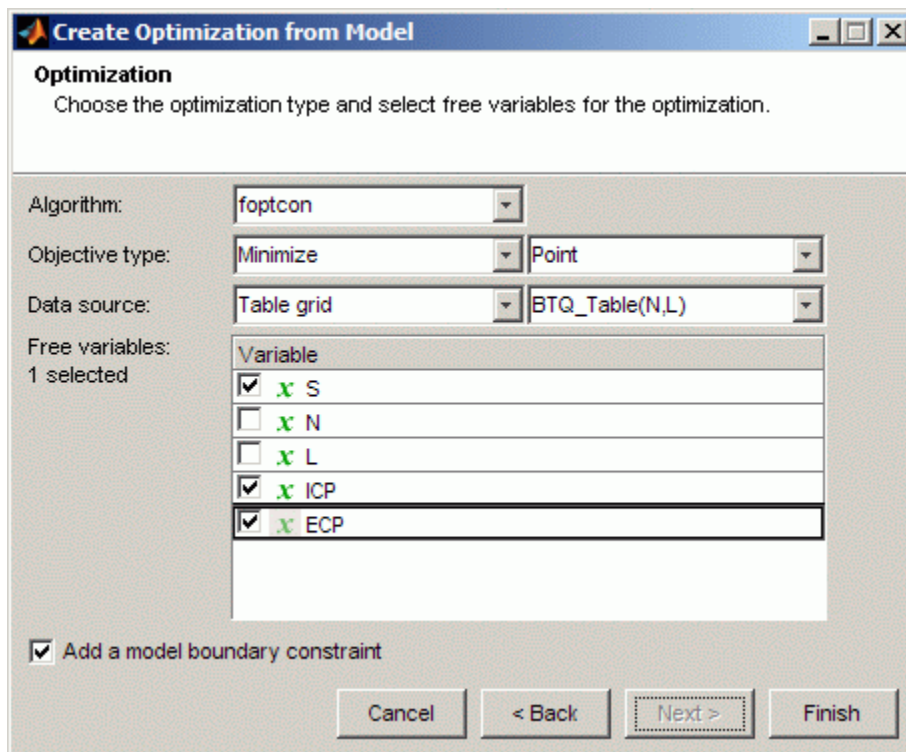 Create Optimization from Model
Optimization
Choose the optimization type and select free variables for the optimization.
Algorithm: foptcon
Objective type: Minimize Point
Data source: Table grid BTQ_Table(N,L)
Free variables:
1 selected
Variable
x S
x N
x L
x ICP
x ECP
Add a model boundary constraint
Cancel < Back Next > Finish